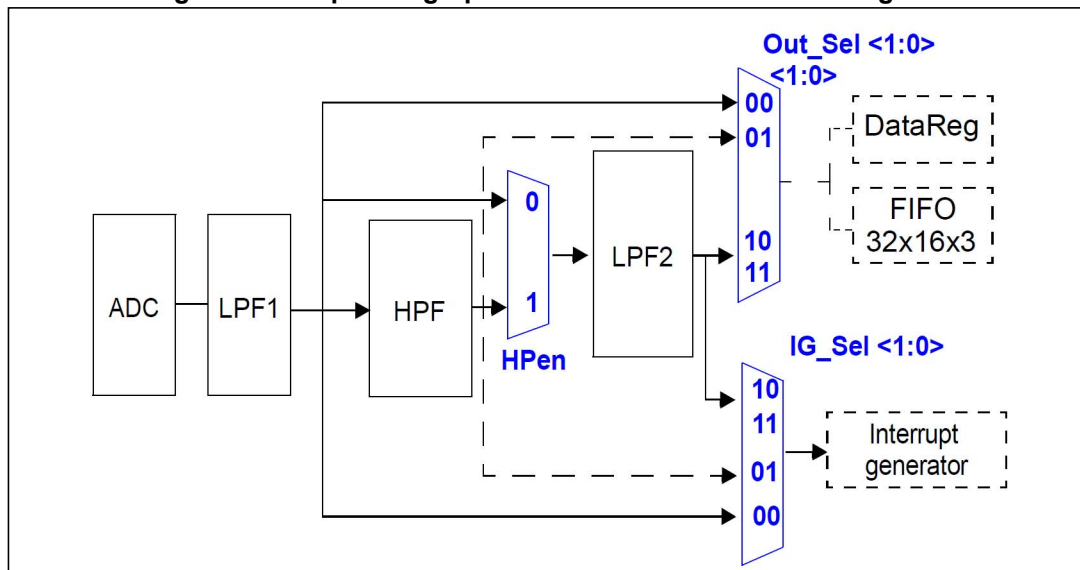 Out_Sel <1:0>
<1:0>
00
01
10
11
DataReg
FIFO
32x16x3
0
1
HPen
LPF2
ADC
LPF1
HPF
IG_Sel <1:0>
10
11
01
00
Interrupt
generator